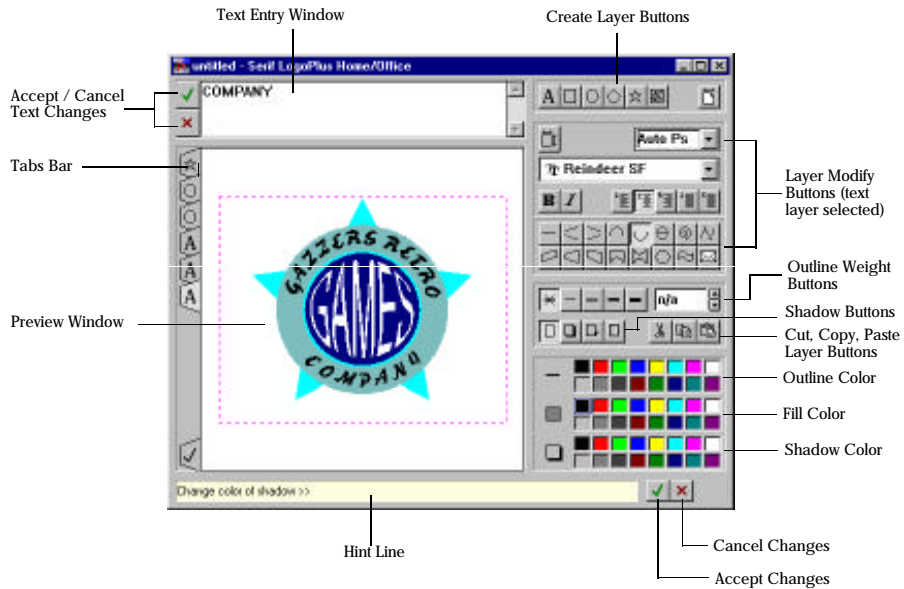 Text Entry Window
Create Layer Buttons
untitled - Serif LogoPlus Home/Office
Accept / Cancel
Text Changes
COMPANY
A
Auto Ps
Tabs Bar
Reindeer SF
Layer Modify
Buttons (text
layer selected)
B I
A
A
A
GAZZERS RETRO
GAMES
COMPANO
Outline Weight
Buttons
n/a
Shadow Buttons
Preview Window
Cut, Copy, Paste
Layer Buttons
Outline Color
Fill Color
Shadow Color
Change color of shadow >>
Hint Line
Cancel Changes
Accept Changes